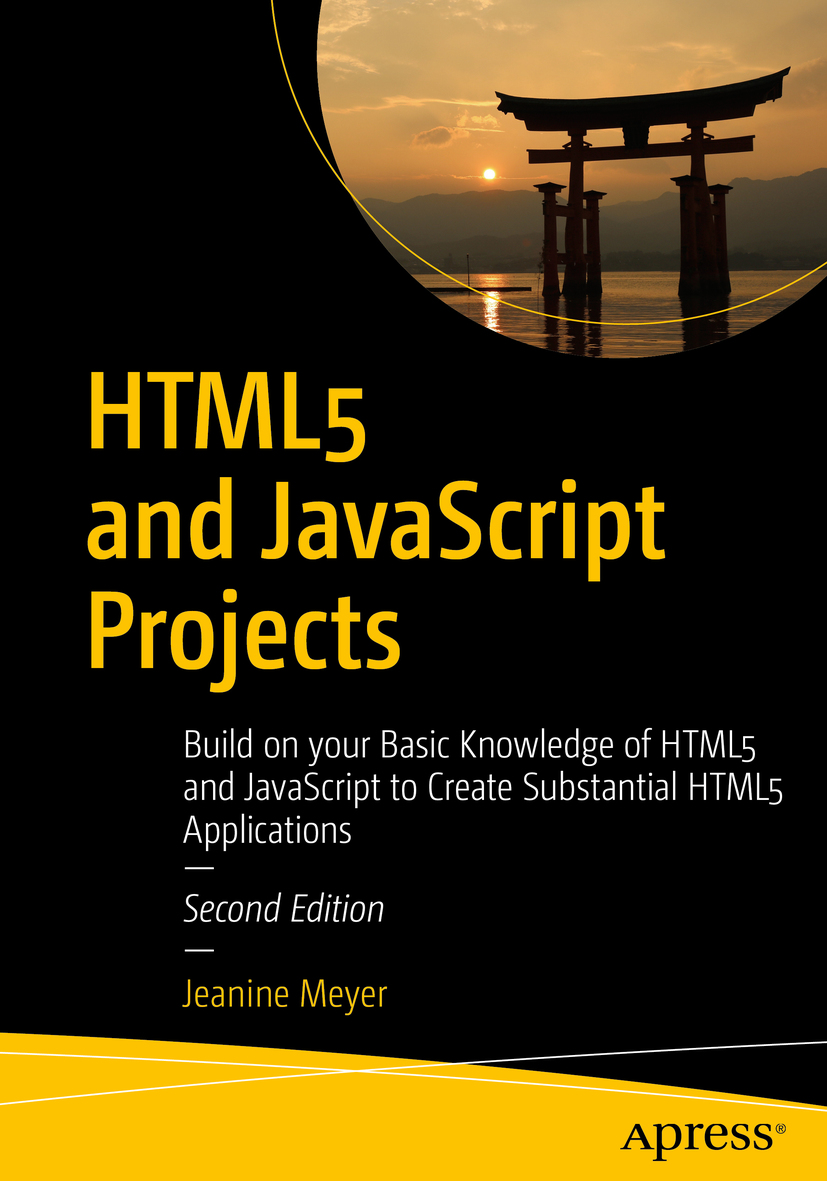 HTML5
and JavaScript
Projects
Build on your Basic Knowledge of HTML5
and JavaScript to Create Substantial HTML5
Applications
—
Second Edition
—
Jeanine Meyer
Apress®